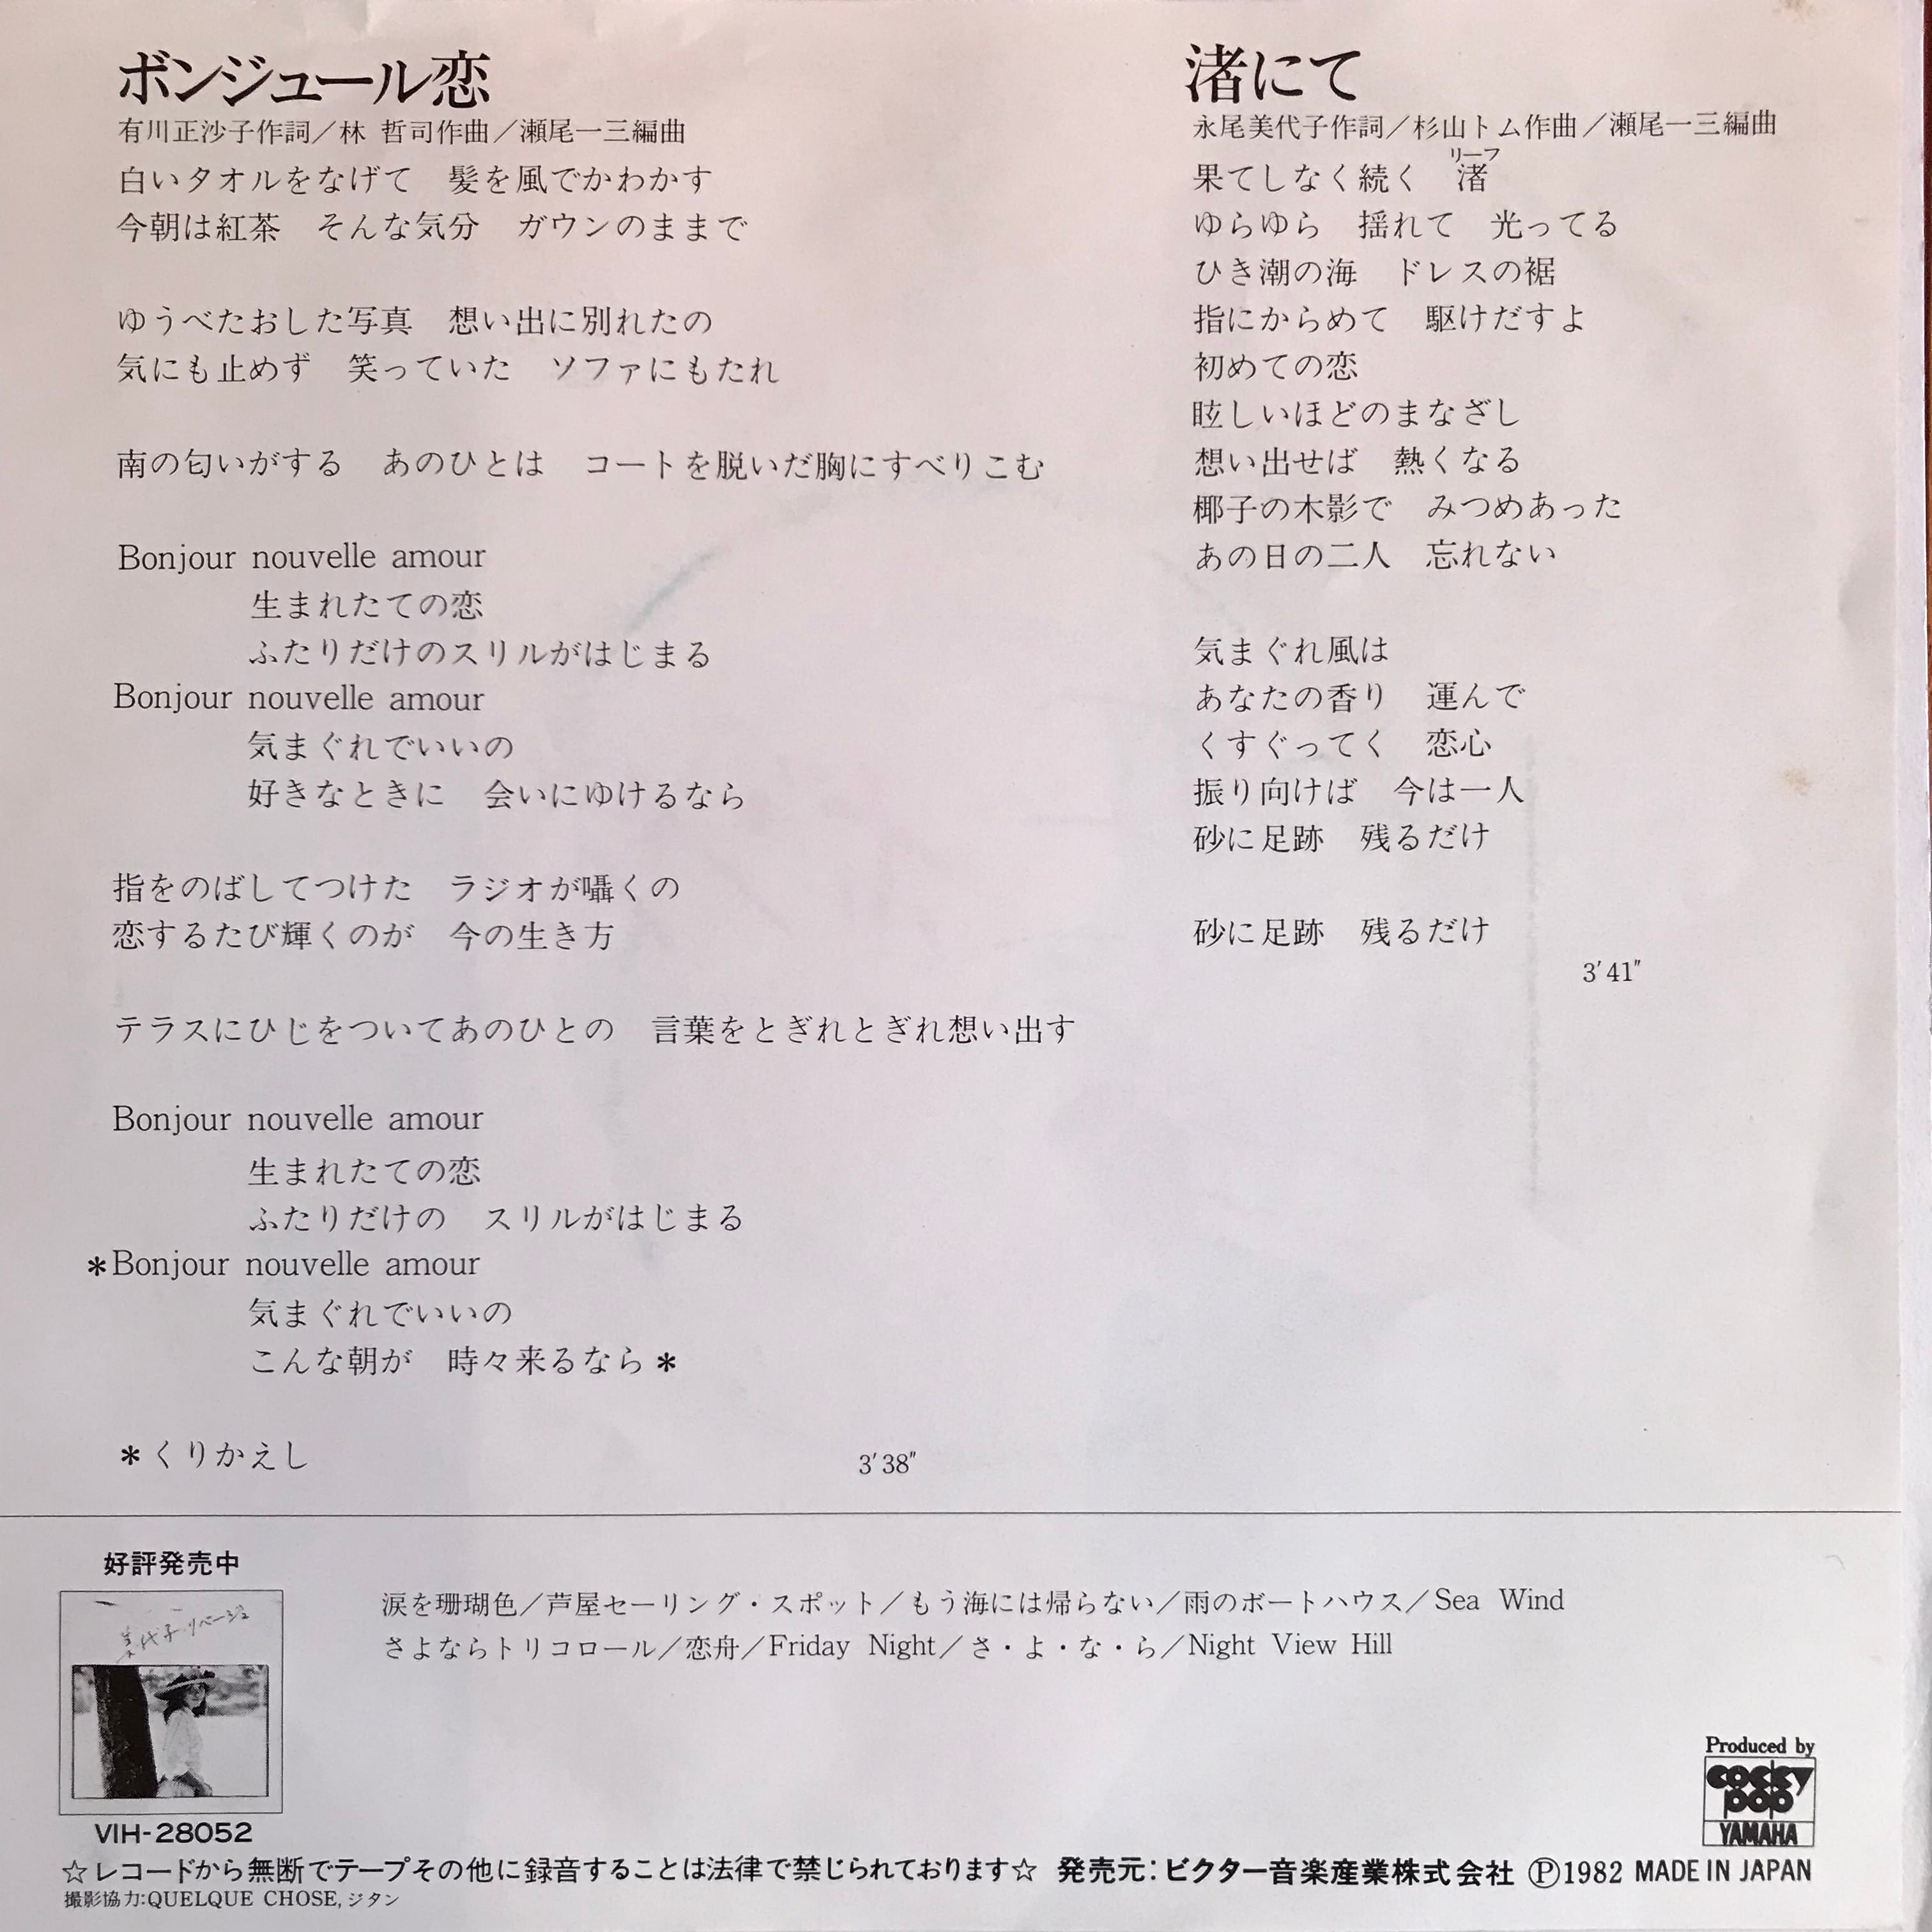 ボンジュール恋
有川正沙子作詞／林 哲司作曲／瀬尾一三編曲
白いタオルをなげて　髪を風でかわかす
今朝は紅茶　そんな気分　ガウンのままで
ゆうべたおした写真　想い出に別れたの
気にも止めず　笑っていた　ソファにもたれ
南の匂いがする　あのひとは　コートを脱いだ胸にすべりこむ
Bonjour nouvelle amour
生まれたての恋
ふたりだけのスリルがはじまる
Bonjour nouvelle amour
気まぐれでいいの
好きなときに　会いにゆけるなら
指をのばしてつけた　ラジオが囁くの
恋するたび輝くのが　今の生き方
テラスにひじをついてあのひとの　言葉をとぎれとぎれ想い出す
Bonjour nouvelle amour
生まれたての恋
ふたりだけの　スリルがはじまる
＊Bonjour nouvelle amour
気まぐれでいいの
こんな朝が　時々来るなら＊
＊くりかえし
3′38″
渚にて
永尾美代子作詞／杉山トム作曲／瀬尾一三編曲
リーフ
果てしなく続く　渚
ゆらゆら　揺れて　光ってる
ひき潮の海　ドレスの裾
指にからめて　駆けだすよ
初めての恋
眩しいほどのまなざし
想い出せば　熱くなる
椰子の木影で　みつめあった
あの日の二人　忘れない
気まぐれ風は
あなたの香り　運んで
くすぐってく　恋心
振り向けば　今は一人
砂に足跡　残るだけ
砂に足跡　残るだけ
3′41″
好評発売中
美代子・リベージュ
VIH-28052
涙を珊瑚色／芦屋セーリング・スポット／もう海には帰らない／雨のボートハウス／Sea Wind
さよならトリコロール／恋舟／Friday Night／さ・よ・な・ら／Night View Hill
Produced by
cocky pop
YAMAHA
☆レコードから無断でテープその他に録音することは法律で禁じられております☆ 発売元：ビクター音楽産業株式会社 Ⓟ1982 MADE IN JAPAN
撮影協力:QUELQUE CHOSE, ジタン